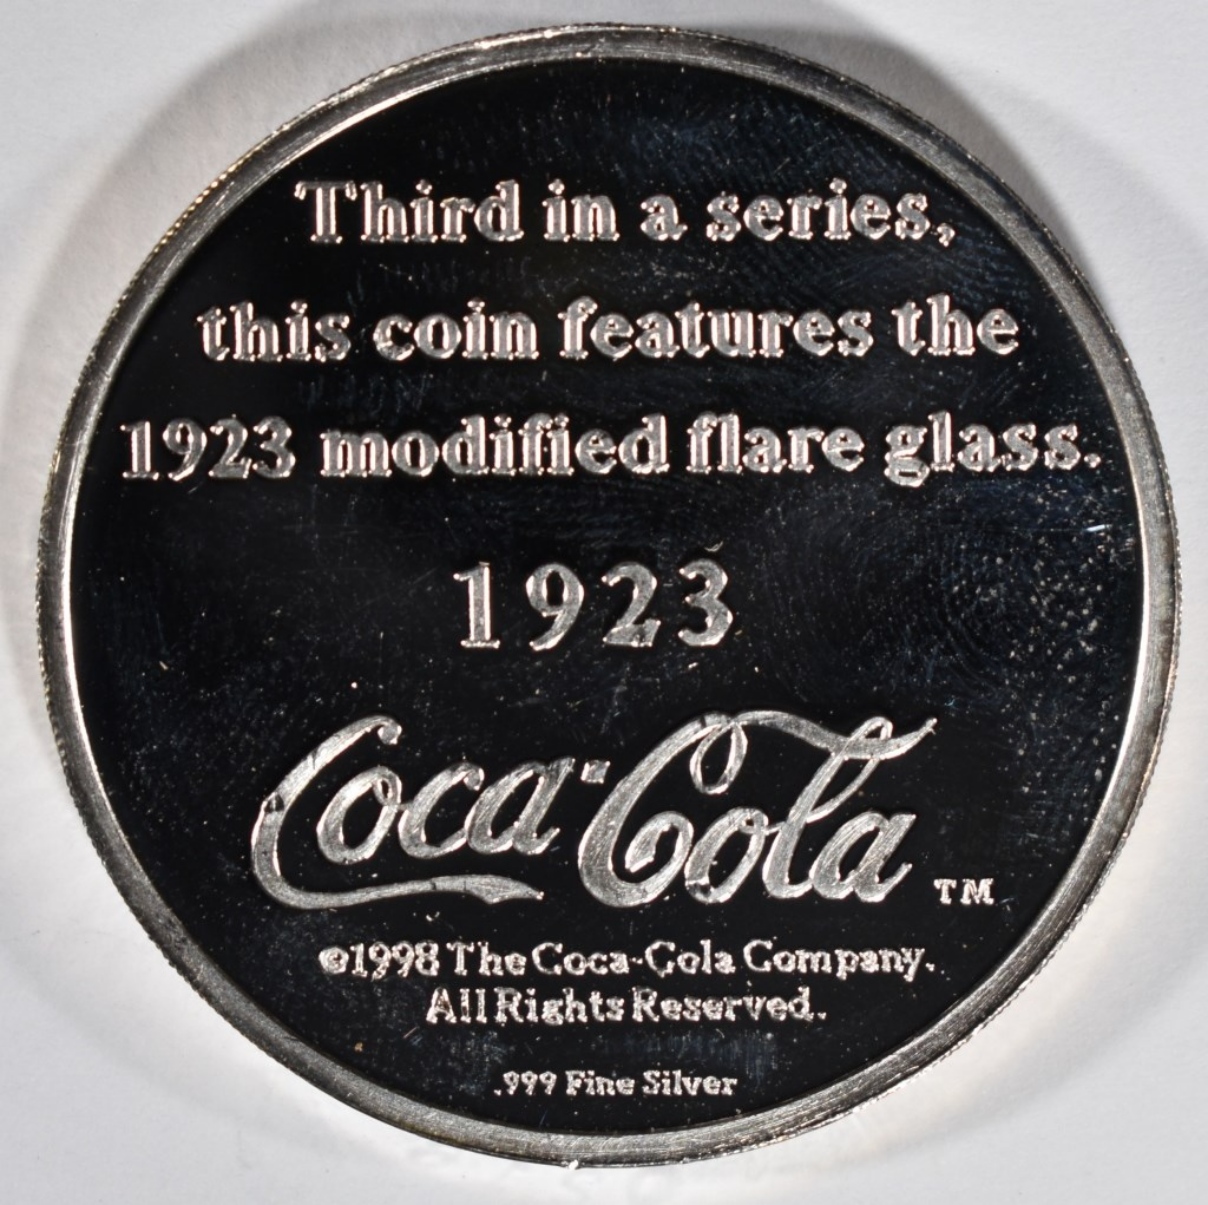 Third in a series,
this coin features the
1923 modified flare glass.
1923
Coca-Cola TM
©1998 The Coca-Cola Company.
All Rights Reserved.
.999 Fine Silver